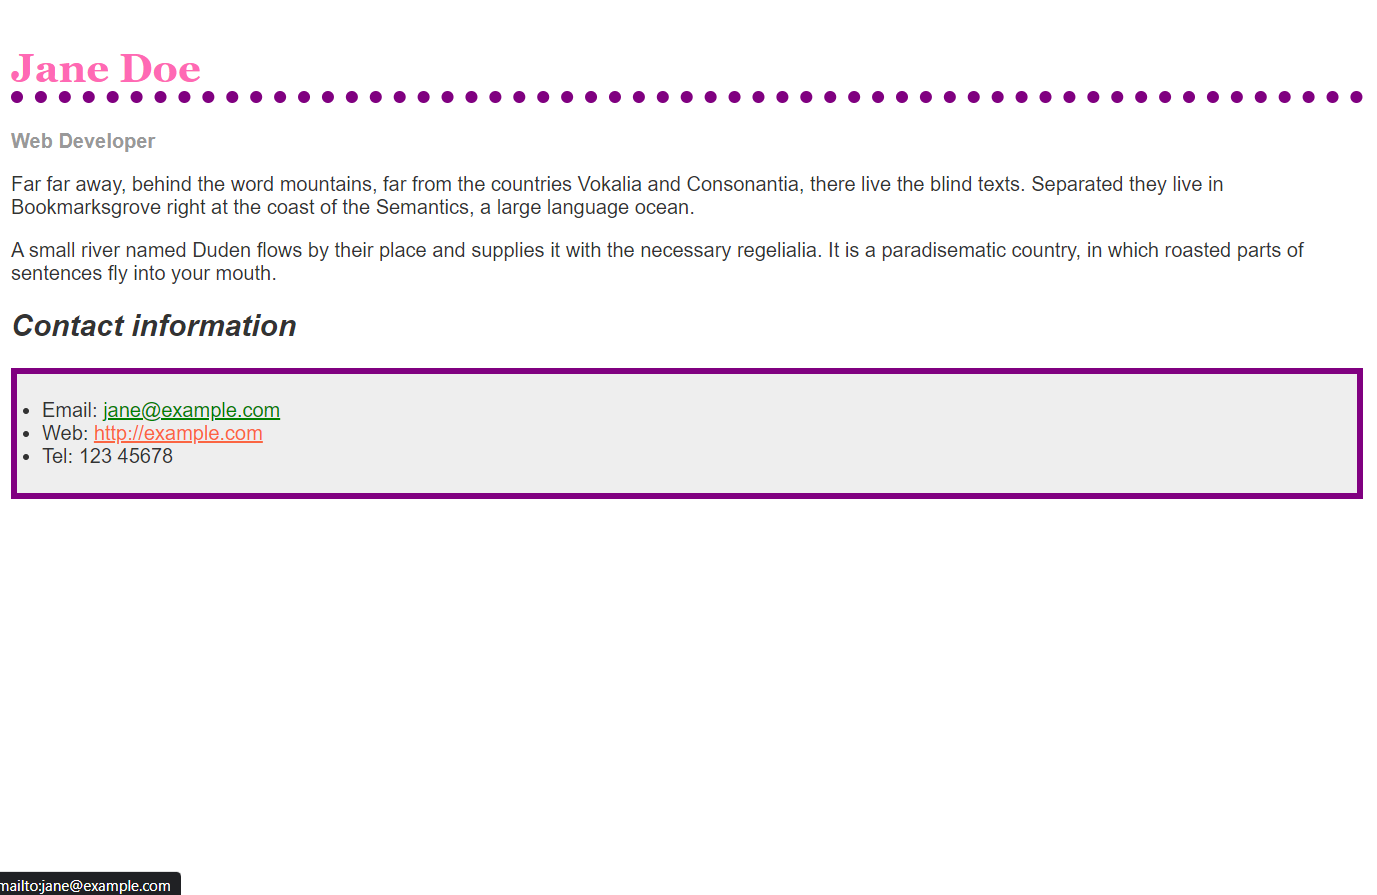 Jane Doe
Web Developer
Far far away, behind the word mountains, far from the countries Vokalia and Consonantia, there live the blind texts. Separated they live in
Bookmarksgrove right at the coast of the Semantics, a large language ocean.
A small river named Duden flows by their place and supplies it with the necessary regelialia. It is a paradisematic country, in which roasted parts of
sentences fly into your mouth.
Contact information
• Email: jane@example.com
• Web: http://example.com
• Tel: 123 45678
mailto:jane@example.com